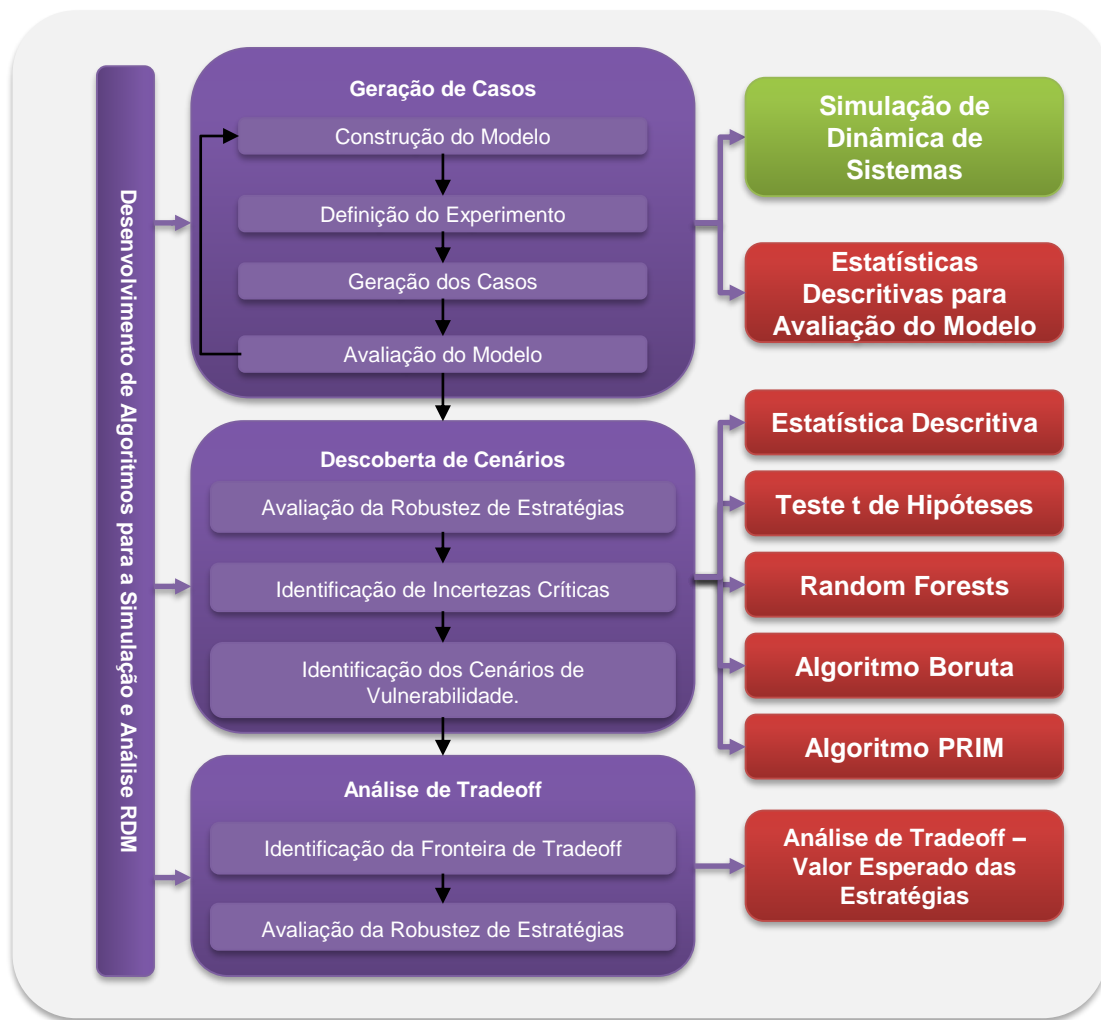 Desenvolvimento de Algoritmos para a Simulação e Análise RDM
Geração de Casos
Construção do Modelo
Definição do Experimento
Geração dos Casos
Avaliação do Modelo
Simulação de
Dinâmica de
Sistemas
Estatísticas
Descritivas para
Avaliação do Modelo
Descoberta de Cenários
Avaliação da Robustez de Estratégias
Identificação de Incertezas Críticas
Identificação dos Cenários de
Vulnerabilidade.
Estatística Descritiva
Teste t de Hipóteses
Random Forests
Algoritmo Boruta
Algoritmo PRIM
Análise de Tradeoff
Identificação da Fronteira de Tradeoff
Avaliação da Robustez de Estratégias
Análise de Tradeoff –
Valor Esperado das
Estratégias